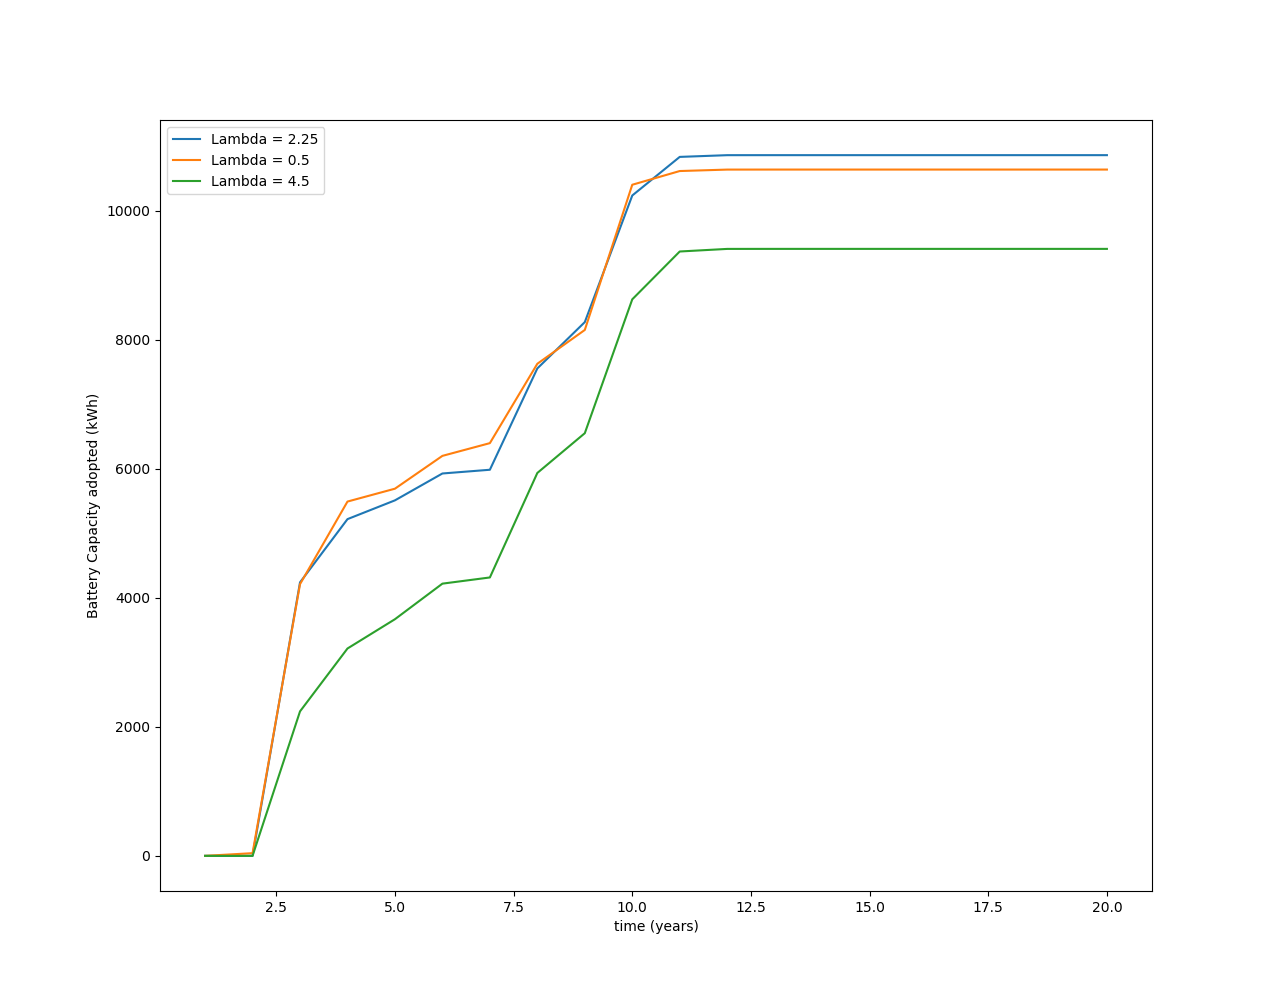 Lambda = 2.25
Lambda = 0.5
Lambda = 4.5
10000
8000
6000
4000
2000
0
Battery Capacity adopted (kWh)
2.5 5.0 7.5 10.0 12.5 15.0 17.5 20.0
time (years)